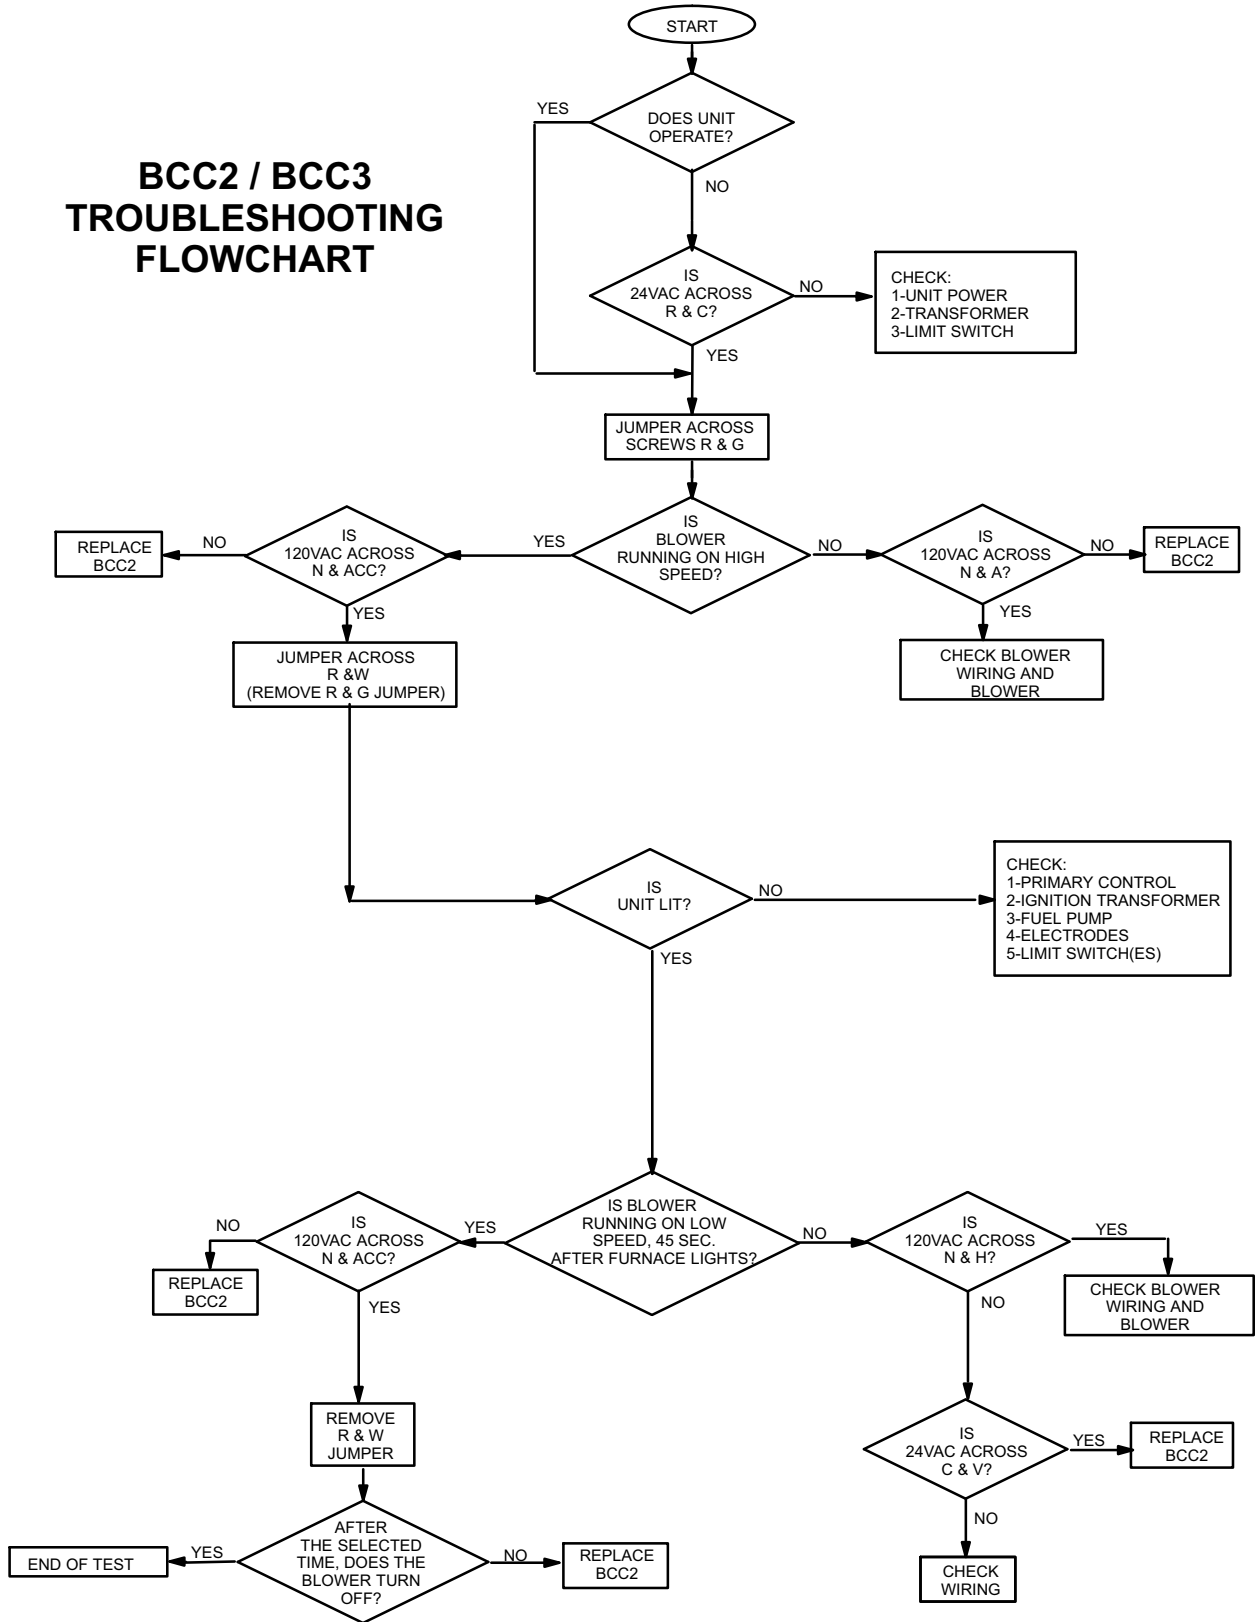 START
YES
DOES UNIT
OPERATE?
BCC2 / BCC3
TROUBLESHOOTING
FLOWCHART
NO
IS
24VAC ACROSS
R & C?
NO
CHECK:
1-UNIT POWER
2-TRANSFORMER
3-LIMIT SWITCH
YES
JUMPER ACROSS
SCREWS R & G
REPLACE
BCC2
NO
IS
120VAC ACROSS
N & ACC?
YES
IS
BLOWER
RUNNING ON HIGH
SPEED?
NO
IS
120VAC ACROSS
N & A?
NO
REPLACE
BCC2
YES
YES
JUMPER ACROSS
R &W
(REMOVE R & G JUMPER)
CHECK BLOWER
WIRING AND
BLOWER
IS
UNIT LIT?
NO
CHECK:
1-PRIMARY CONTROL
2-IGNITION TRANSFORMER
3-FUEL PUMP
4-ELECTRODES
5-LIMIT SWITCH(ES)
YES
NO
IS
120VAC ACROSS
N & ACC?
YES
IS BLOWER
RUNNING ON LOW
SPEED, 45 SEC.
AFTER FURNACE LIGHTS?
NO
IS
120VAC ACROSS
N & H?
YES
REPLACE
BCC2
YES
NO
CHECK BLOWER
WIRING AND
BLOWER
REMOVE
R & W
JUMPER
IS
24VAC ACROSS
C & V?
YES
REPLACE
BCC2
NO
END OF TEST
YES
AFTER
THE SELECTED
TIME, DOES THE
BLOWER TURN
OFF?
NO
REPLACE
BCC2
CHECK
WIRING